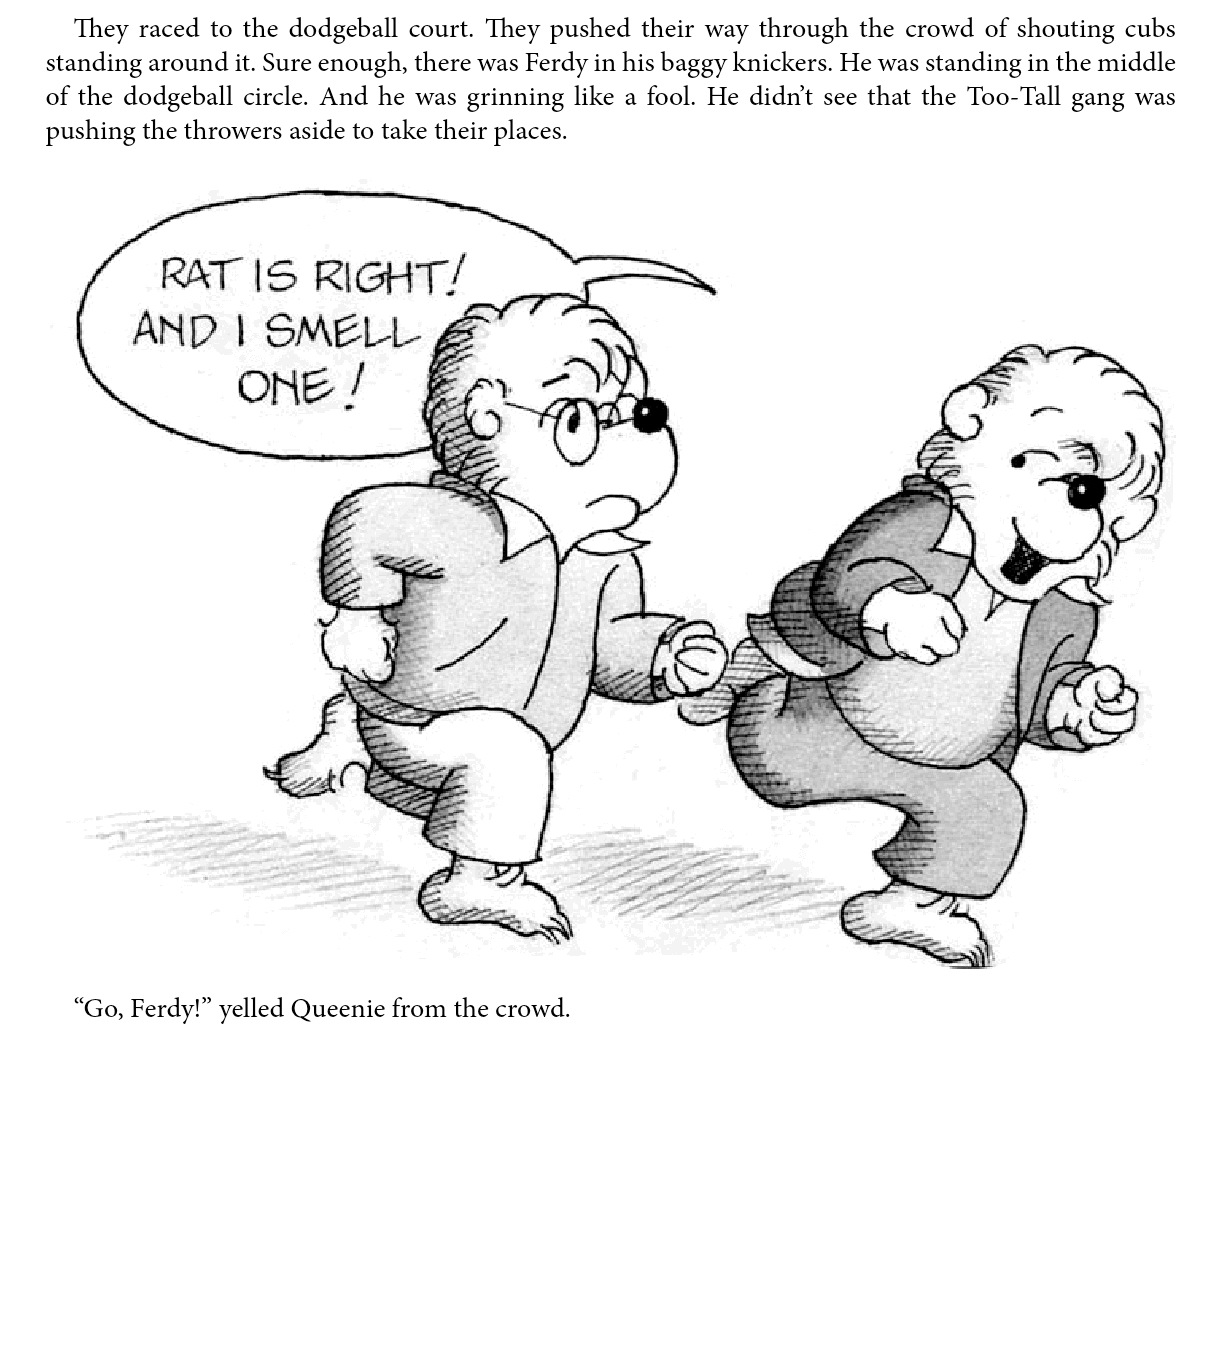 They raced to the dodgeball court. They pushed their way through the crowd of shouting cubs
standing around it. Sure enough, there was Ferdy in his baggy knickers. He was standing in the middle
of the dodgeball circle. And he was grinning like a fool. He didn’t see that the Too-Tall gang was
pushing the throwers aside to take their places.
RAT IS RIGHT!
AND I SMELL
ONE!
“Go, Ferdy!” yelled Queenie from the crowd.